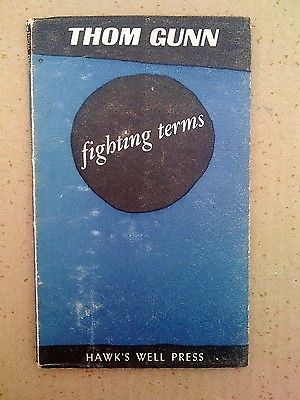 THOM GUNN
fighting terms
HAWK'S WELL PRESS